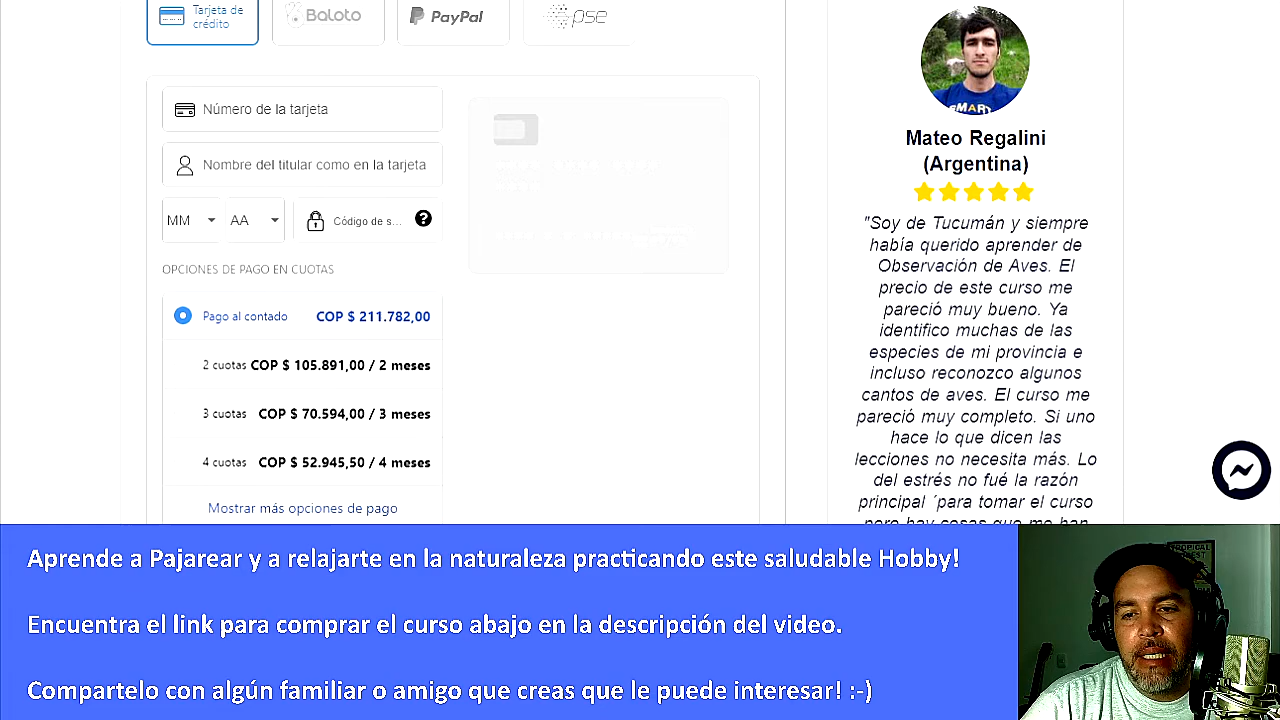 Tarjeta de
crédito
Baloto
PayPal
pse
Número de la tarjeta
Nombre del titular como en la tarjeta
MM
AA
Código de s...
?
OPCIONES DE PAGO EN CUOTAS
Pago al contado COP $ 211.782,00
2 cuotas COP $ 105.891,00 / 2 meses
3 cuotas COP $ 70.594,00 / 3 meses
4 cuotas COP $ 52.945,50 / 4 meses
Mostrar más opciones de pago
SMART
Mateo Regalini
(Argentina)
"Soy de Tucumán y siempre
había querido aprender de
Observación de Aves. El
precio de este curso me
pareció muy bueno. Ya
identifico muchas de las
especies de mi provincia e
incluso reconozco algunos
cantos de aves. El curso me
pareció muy completo. Si uno
hace lo que dicen las
lecciones no necesita más. Lo
del estrés no fué la razón
principal ´para tomar el curso
pero hay cosas que me han
Aprende a Pajarear y a relajarte en la naturaleza practicando este saludable Hobby!
Encuentra el link para comprar el curso abajo en la descripción del video.
Compartelo con algún familiar o amigo que creas que le puede interesar! :-)